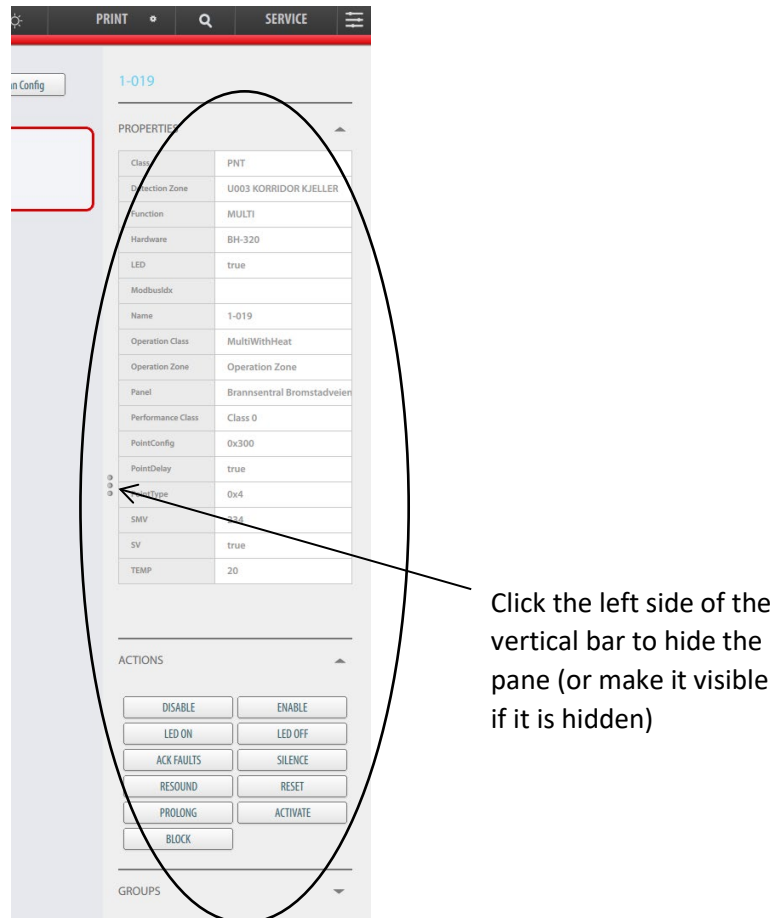 PRINT SERVICE
an Config
1-019
PROPERTIES
Class PNT
Detection Zone U003 KORRIDOR KJELLER
Function MULTI
Hardware BH-320
LED true
ModbusIdx
Name 1-019
Operation Class MultiWithHeat
Operation Zone Operation Zone
Panel Brannsentral Bromstadveien
Performance Class Class 0
PointConfig 0x300
PointDelay true
PointType 0x4
SMV 234
SV true
TEMP 20
Click the left side of the
vertical bar to hide the
pane (or make it visible
if it is hidden)
ACTIONS
DISABLE ENABLE
LED ON LED OFF
ACK FAULTS SILENCE
RESOUND RESET
PROLONG ACTIVATE
BLOCK
GROUPS